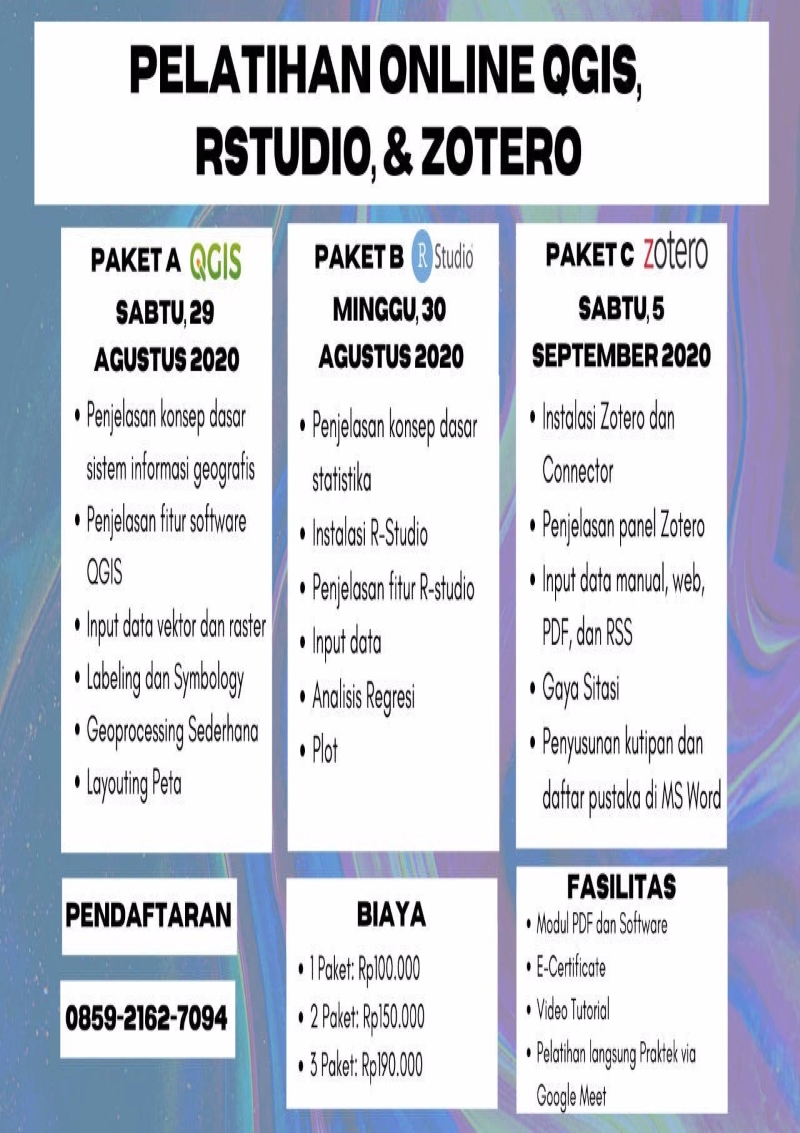 PELATIHAN ONLINE QGIS,
RSTUDIO, & ZOTERO
PAKET A QGIS
SABTU, 29
AGUSTUS 2020
• Penjelasan konsep dasar
sistem informasi geografis
• Penjelasan fitur software
QGIS
• Input data vektor dan raster
• Labeling dan Symbology
• Geoprocessing Sederhana
• Layouting Peta
PAKET B R Studio
MINGGU, 30
AGUSTUS 2020
• Penjelasan konsep dasar
statistika
• Instalasi R-Studio
• Penjelasan fitur R-studio
• Input data
• Analisis Regresi
• Plot
PAKET C zotero
SABTU, 5
SEPTEMBER 2020
• Instalasi Zotero dan
Connector
• Penjelasan panel Zotero
• Input data manual, web,
PDF, dan RSS
• Gaya Sitasi
• Penyusunan kutipan dan
daftar pustaka di MS Word
PENDAFTARAN
0859-2162-7094
BIAYA
• 1 Paket: Rp100.000
• 2 Paket: Rp150.000
• 3 Paket: Rp190.000
FASILITAS
• Modul PDF dan Software
• E-Certificate
• Video Tutorial
• Pelatihan langsung Praktek via
Google Meet